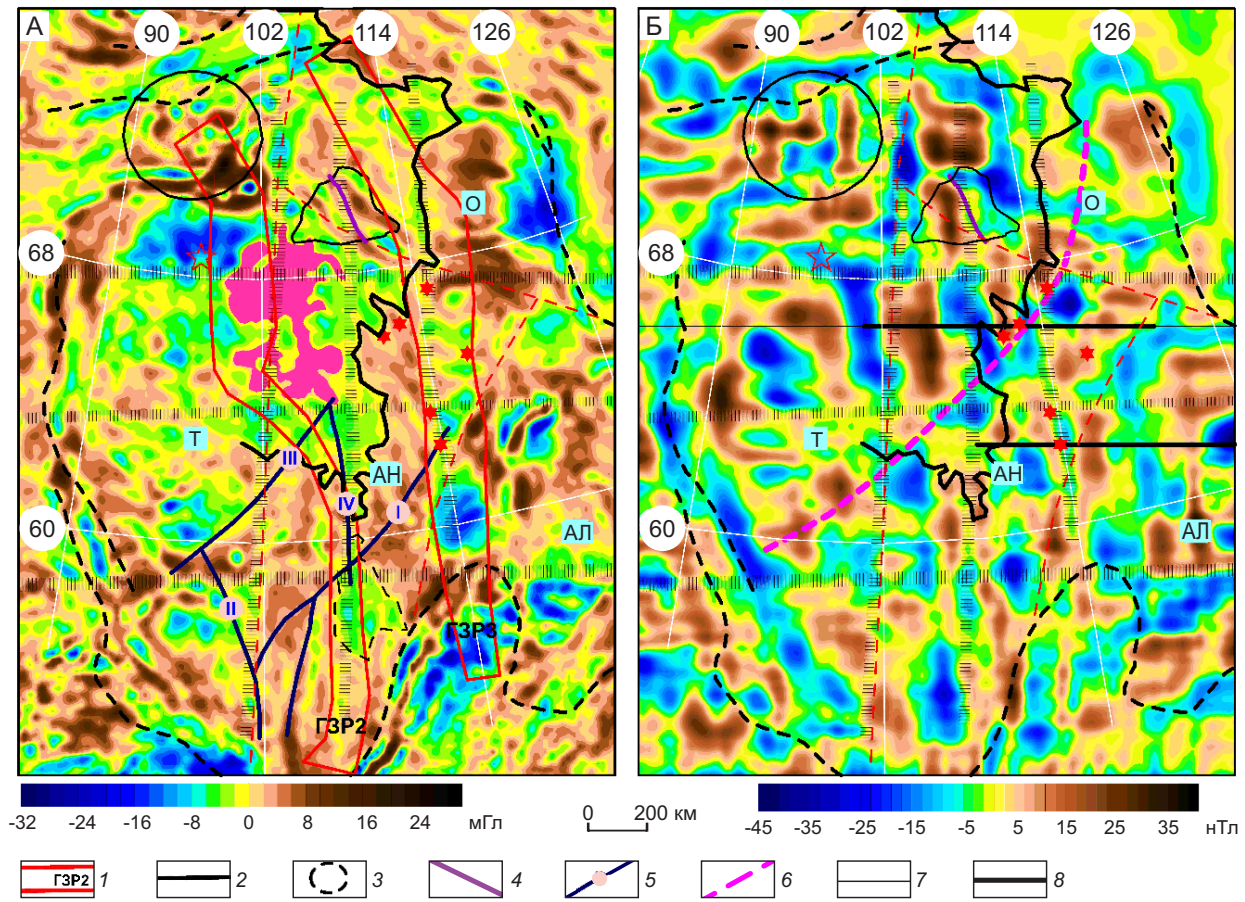 А
90
102
114
126
О
68
Т
III
АН
IV
I
60
АЛ
II
ГЗР3
ГЗР2
Б
90
102
114
126
О
68
Т
АН
60
АЛ
-32 -24 -16 -8 0 8 16 24 мГл
0 200 км
-45 -35 -25 -15 -5 5 15 25 35 нТл
ГЗР2 1 2 3 4 5 6 7 8